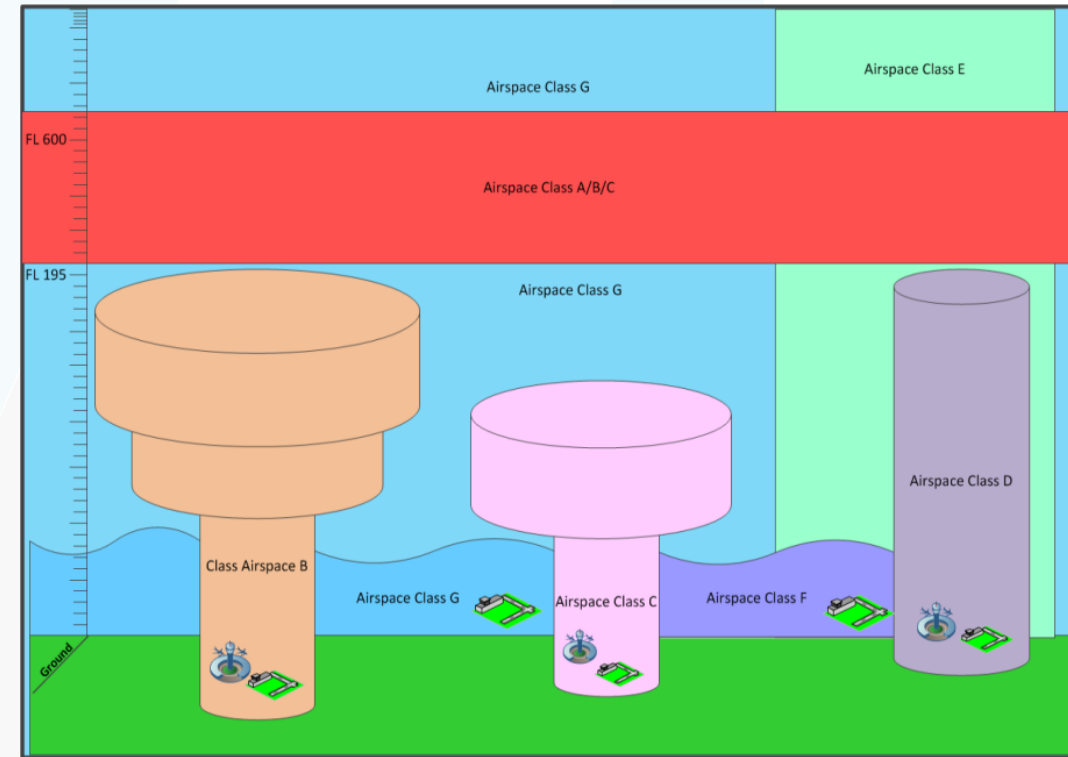 Airspace Class E
Airspace Class G
FL 600
Airspace Class A/B/C
FL 195
Airspace Class G
Airspace Class D
Class Airspace B
Airspace Class G
Airspace Class C
Airspace Class F
Ground